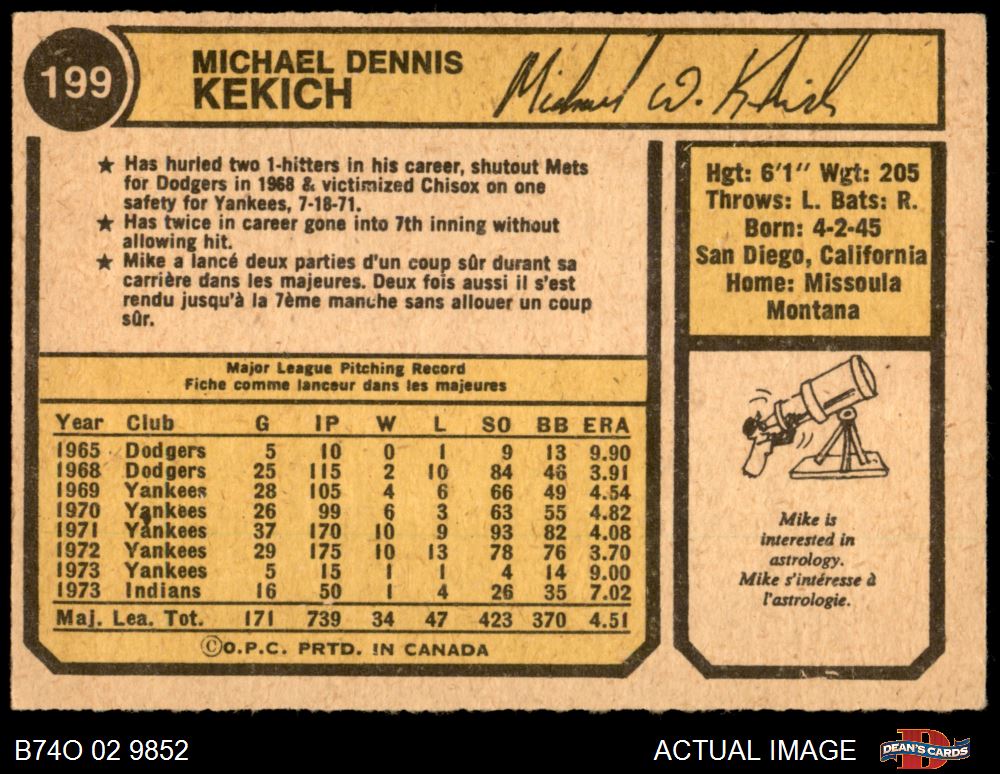 199
MICHAEL DENNIS
KEKICH
Michael D. Kekich
★ Has hurled two 1-hitters in his career, shutout Mets
for Dodgers in 1968 & victimized Chisox on one
safety for Yankees, 7-18-71.
★ Has twice in career gone into 7th inning without
allowing hit.
★ Mike a lancé deux parties d'un coup sûr durant sa
carrière dans les majeures. Deux fois aussi il s'est
rendu jusqu'à la 7ème manche sans allouer un coup
sûr.
Hgt: 6'1" Wgt: 205
Throws: L. Bats: R.
Born: 4-2-45
San Diego, California
Home: Missoula
Montana
Major League Pitching Record
Fiche comme lanceur dans les majeures
Year Club G IP W L SO BB ERA
1965 Dodgers 5 10 0 1 9 13 9.90
1968 Dodgers 25 115 2 10 84 46 3.91
1969 Yankees 28 105 4 6 66 49 4.54
1970 Yankees 26 99 6 3 63 55 4.82
1971 Yankees 37 170 10 9 93 82 4.08
1972 Yankees 29 175 10 13 78 76 3.70
1973 Yankees 5 15 1 1 4 14 9.00
1973 Indians 16 50 1 4 26 35 7.02
Maj. Lea. Tot. 171 739 34 47 423 370 4.51
©O.P.C. PRTD. IN CANADA
Mike is
interested in
astrology.
Mike s'intéresse à
l'astrologie.
B74O 02 9852
ACTUAL IMAGE
DEAN'S CARDS